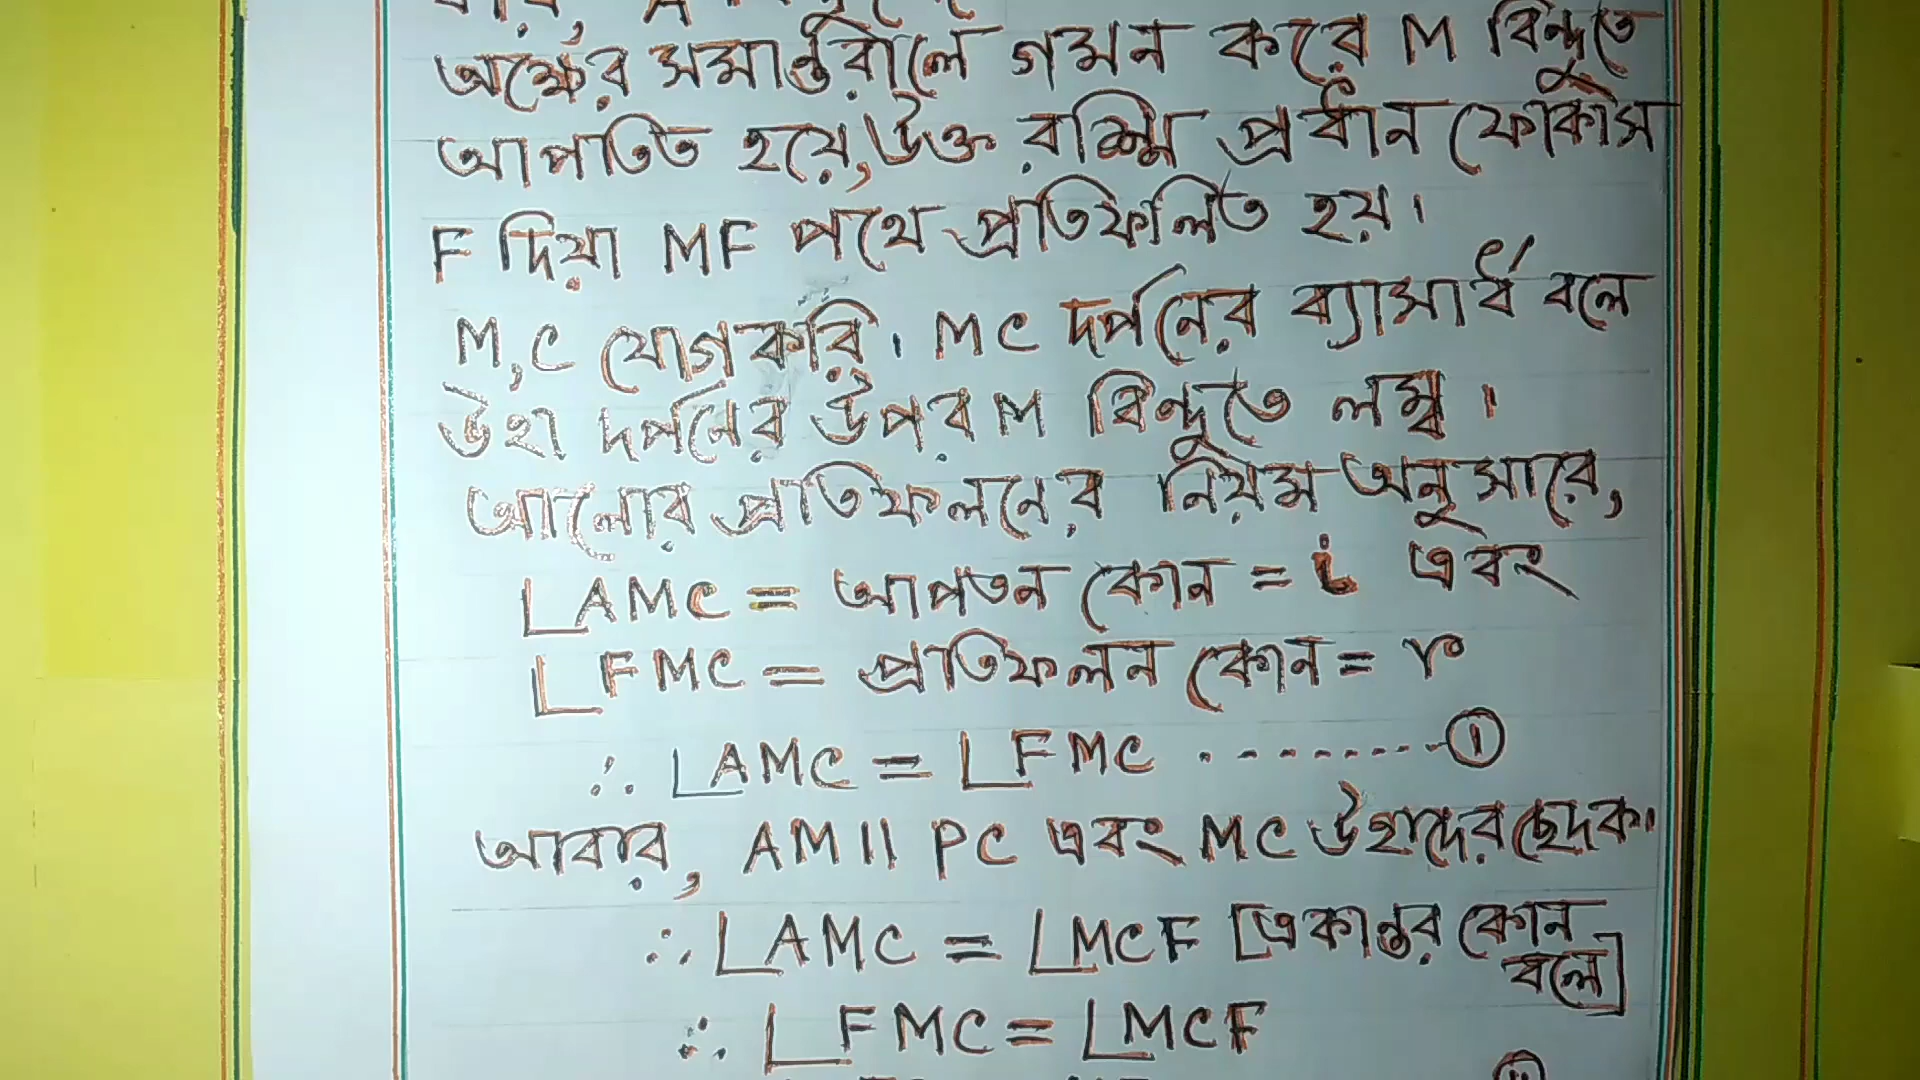 অক্ষের সমান্তরালে গমন করে M বিন্দুতে
আপতিত হয়ে, উক্ত রশ্মি প্রধান ফোকাস
F দিয়া MF পথে প্রতিফলিত হয়।
M,C যোগ করি। MC দর্পনের ব্যাসার্ধ বলে
উহা দর্পনের উপর M বিন্দুতে লম্ব।
আলোর প্রতিফলনের নিয়ম অনুসারে,
∠AMC = আপতন কোন = i এবং
∠FMC = প্রতিফলন কোন = r
∴ ∠AMC = ∠FMC ........ ①
আবার, AM || PC এবং MC উহাদের ছেদক।
∴ ∠AMC = ∠MCF [একান্তর কোন
বলে]
∴ ∠FMC = ∠MCF